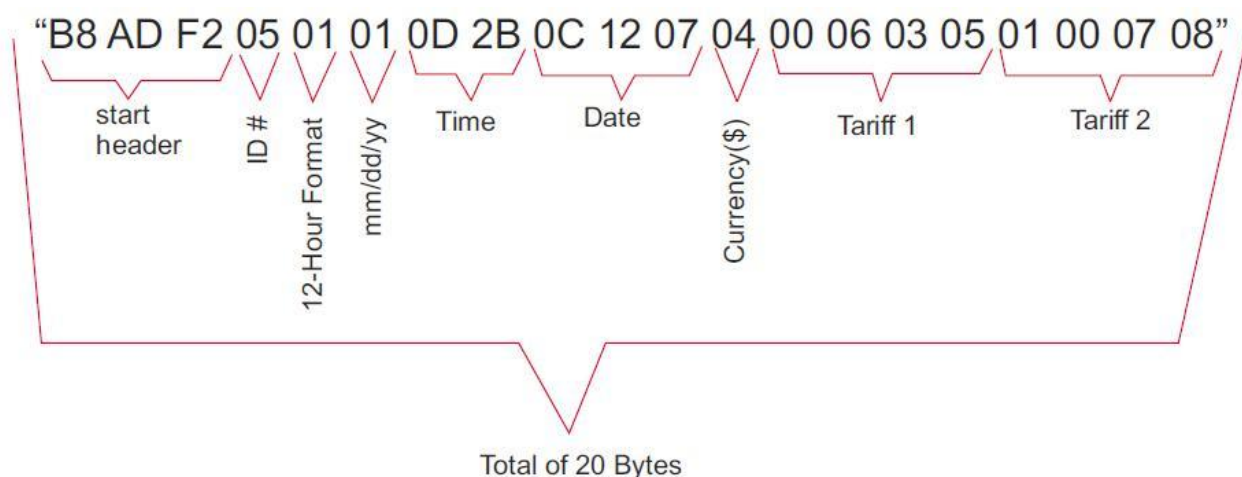 “B8 AD F2 05 01 01 0D 2B 0C 12 07 04 00 06 03 05 01 00 07 08”
start
header
ID #
12-Hour Format
mm/dd/yy
Time
Date
Currency($)
Tariff 1
Tariff 2
Total of 20 Bytes